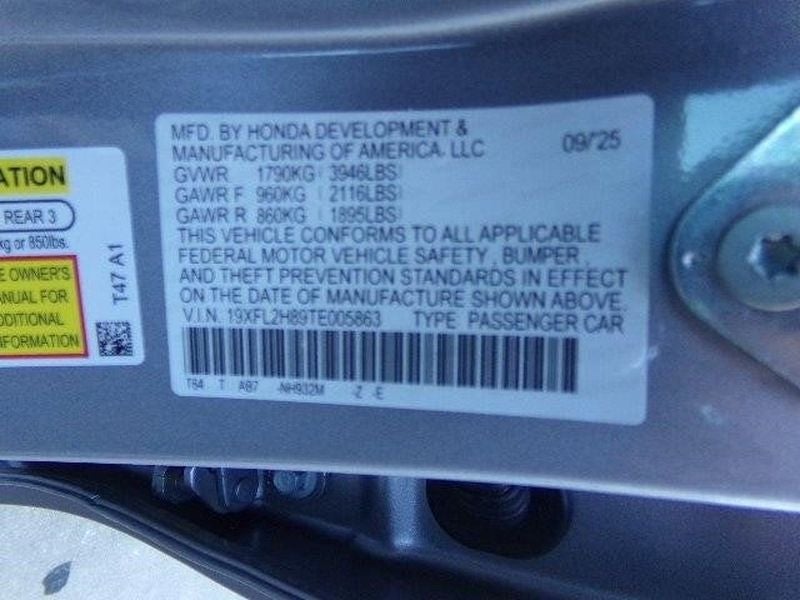 ATION
REAR 3
kg or 850lbs.
E OWNER'S
ANUAL FOR
DDITIONAL
NFORMATION
T47 A1
MFD. BY HONDA DEVELOPMENT &
MANUFACTURING OF AMERICA, LLC 09/'25
GVWR 1790KG ( 3946LBS)
GAWR F 960KG ( 2116LBS)
GAWR R 860KG ( 1895LBS)
THIS VEHICLE CONFORMS TO ALL APPLICABLE
FEDERAL MOTOR VEHICLE SAFETY, BUMPER,
AND THEFT PREVENTION STANDARDS IN EFFECT
ON THE DATE OF MANUFACTURE SHOWN ABOVE.
V.I.N. 19XFL2H89TE005863 TYPE PASSENGER CAR
T64 T AB7 -NH932M -Z -E